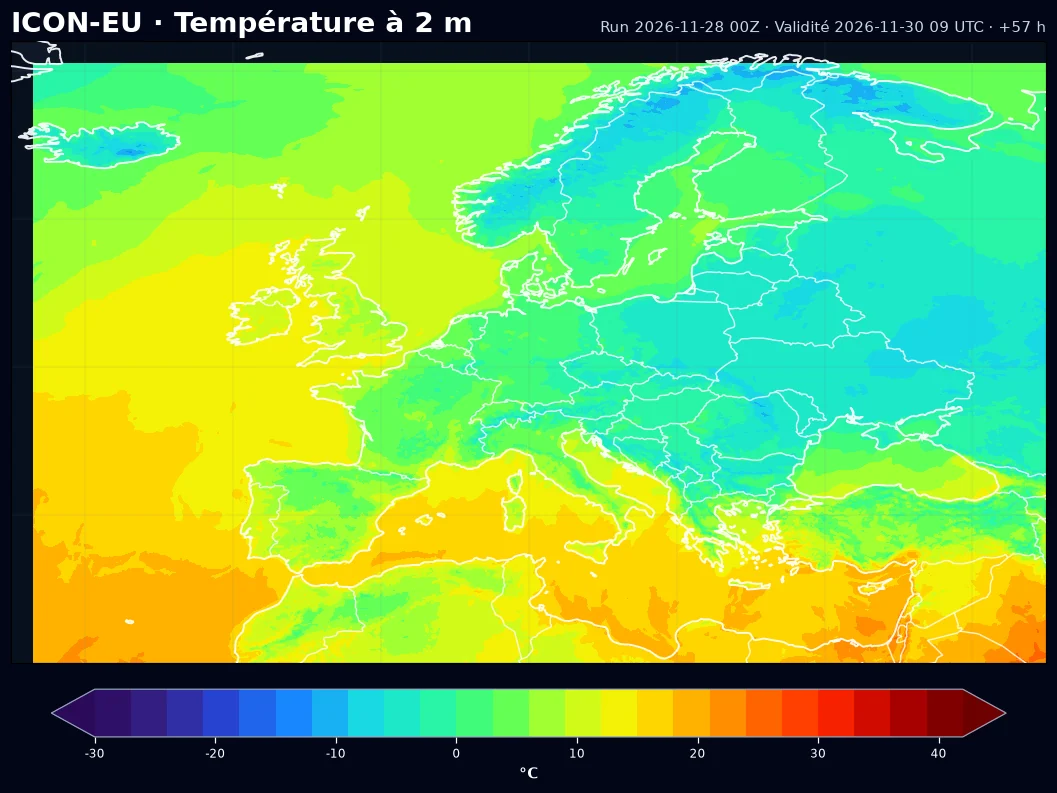 ICON-EU · Température à 2 m
Run 2026-11-28 00Z · Validité 2026-11-30 09 UTC · +57 h
-30 -20 -10 0 10 20 30 40
°C